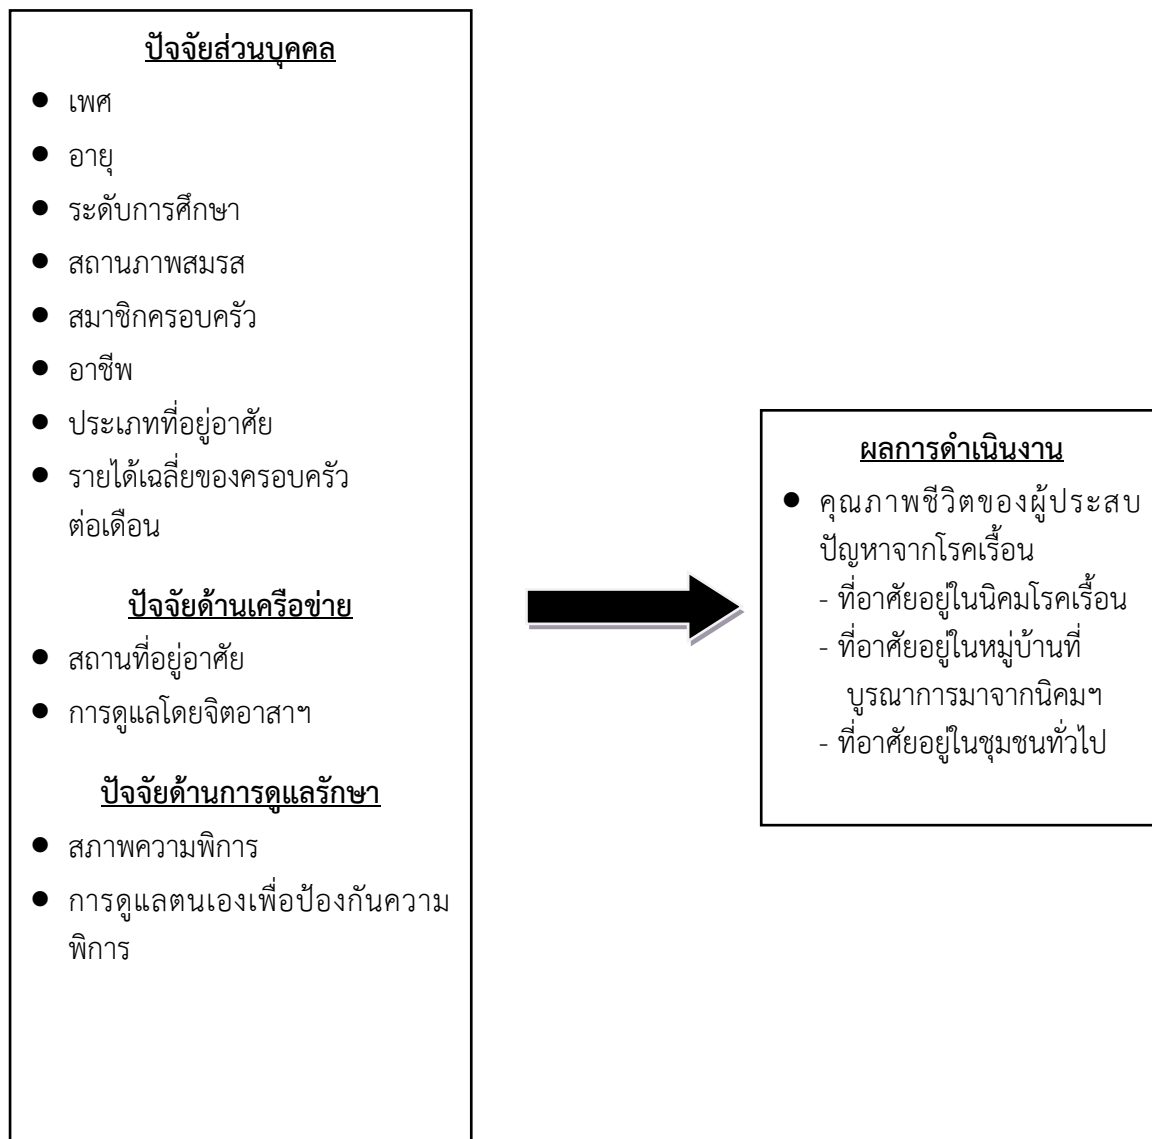 ปัจจัยส่วนบุคคล
● เพศ
● อายุ
● ระดับการศึกษา
● สถานภาพสมรส
● สมาชิกครอบครัว
● อาชีพ
● ประเภทที่อยู่อาศัย
● รายได้เฉลี่ยของครอบครัว
ต่อเดือน
ปัจจัยด้านเครือข่าย
● สถานที่อยู่อาศัย
● การดูแลโดยจิตอาสาฯ
ปัจจัยด้านการดูแลรักษา
● สภาพความพิการ
● การดูแลตนเองเพื่อป้องกันความ
พิการ
ผลการดำเนินงาน
● คุณภาพชีวิตของผู้ประสบ
ปัญหาจากโรคเรื้อน
- ที่อาศัยอยู่ในนิคมโรคเรื้อน
- ที่อาศัยอยู่ในหมู่บ้านที่
บูรณาการมาจากนิคมฯ
- ที่อาศัยอยู่ในชุมชนทั่วไป